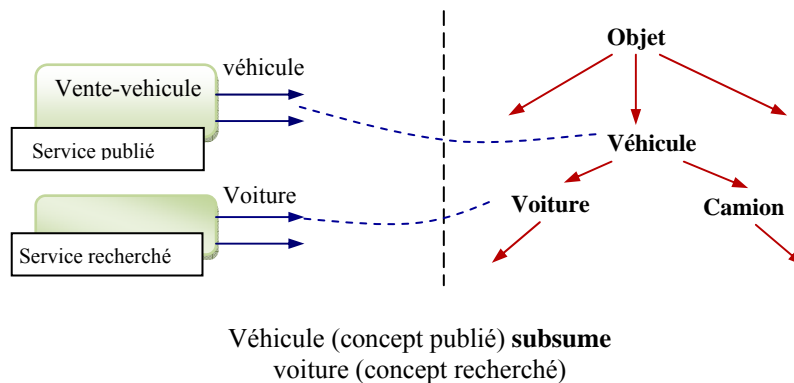 véhicule
Vente-vehicule
Service publié
Voiture
Service recherché
Objet
Véhicule
Voiture
Camion
Véhicule (concept publié) subsume
voiture (concept recherché)